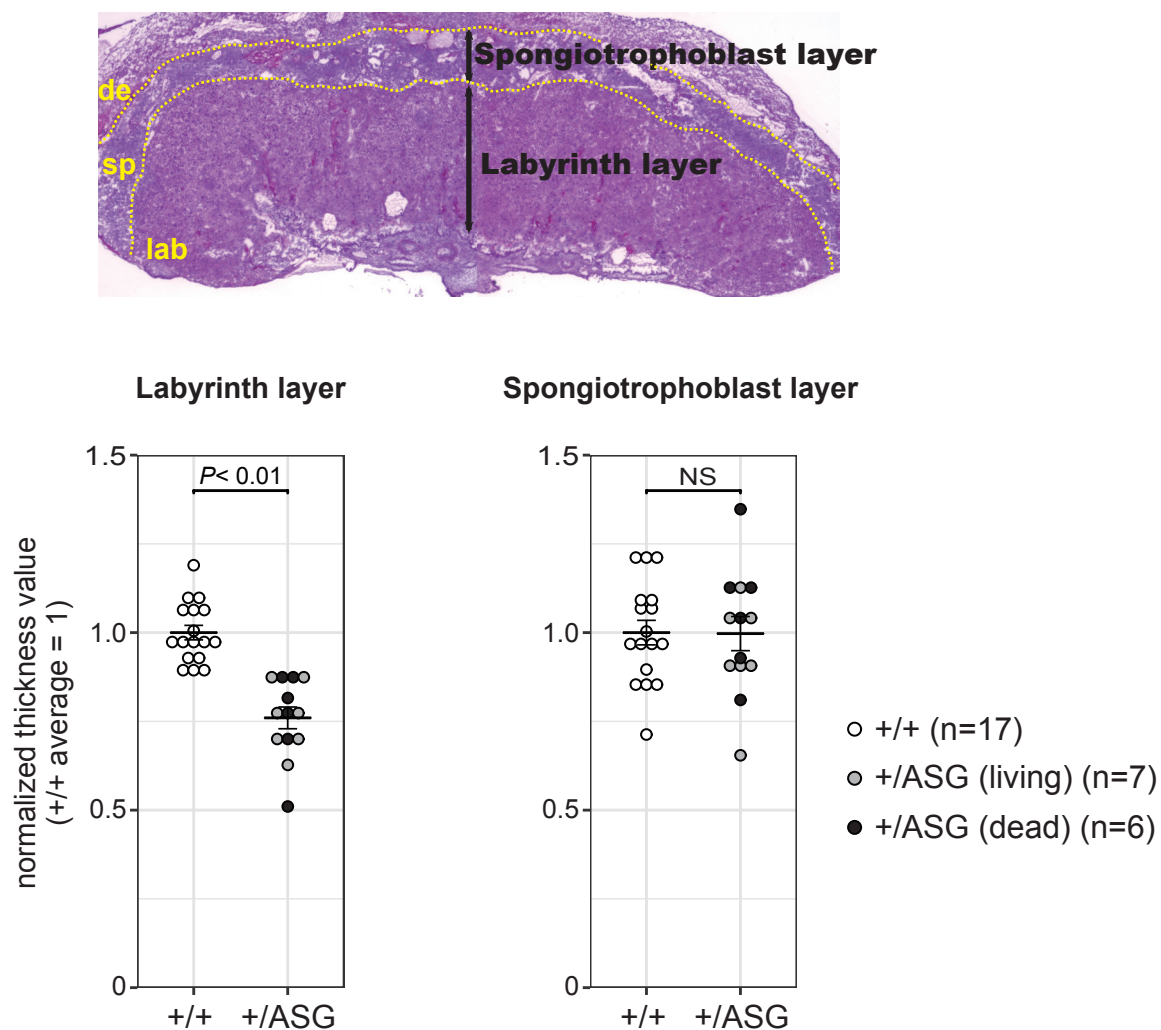 Spongiotrophoblast layer
de
sp
Labyrinth layer
lab
Labyrinth layer
Spongiotrophoblast layer
normalized thickness value
(+/+ average = 1)
1.5
1.0
0.5
0
P< 0.01
+/+
+/ASG
1.5
1.0
0.5
0
NS
+/+
+/ASG
+/+ (n=17)
+/ASG (living) (n=7)
+/ASG (dead) (n=6)